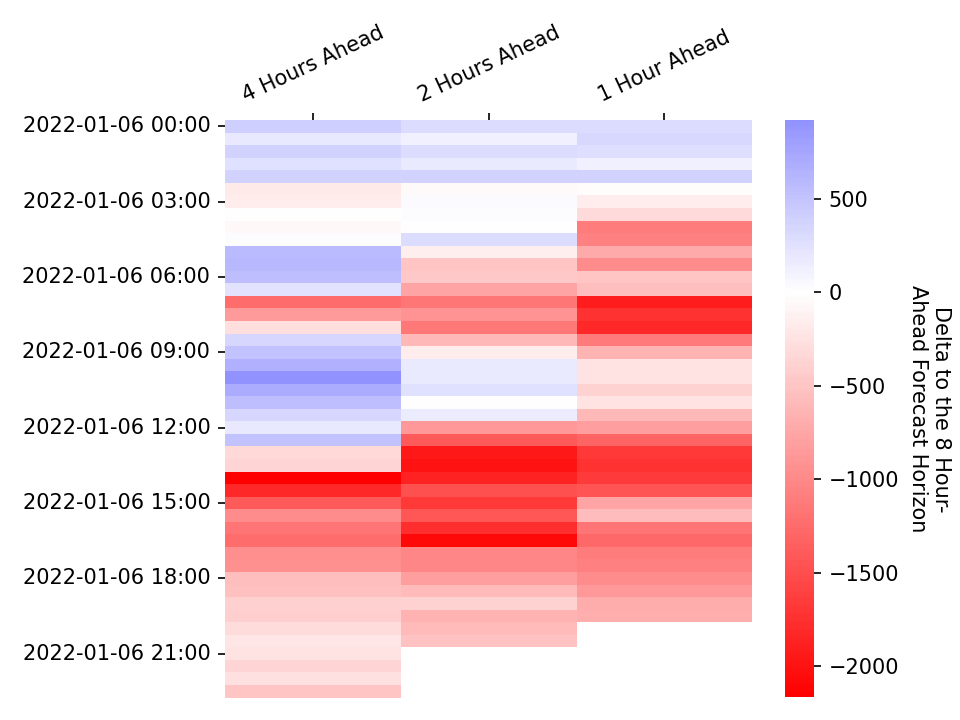 4 Hours Ahead
2 Hours Ahead
1 Hour Ahead
2022-01-06 00:00
2022-01-06 03:00
2022-01-06 06:00
2022-01-06 09:00
2022-01-06 12:00
2022-01-06 15:00
2022-01-06 18:00
2022-01-06 21:00
500
0
−500
−1000
−1500
−2000
Delta to the 8 Hour-
Ahead Forecast Horizon